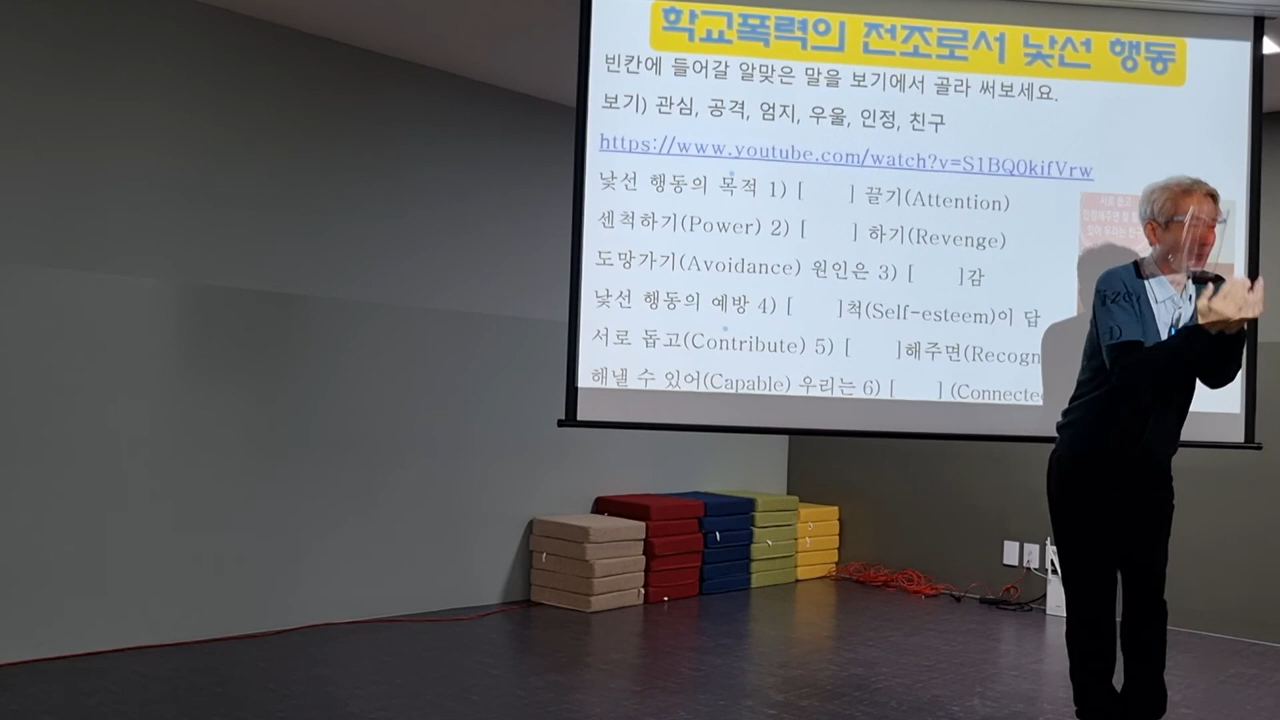 학교폭력의 전조로서 낯선 행동
빈칸에 들어갈 알맞은 말을 보기에서 골라 써보세요.
보기) 관심, 공격, 엄지, 우울, 인정, 친구
https://www.youtube.com/watch?v=S1BQ0kifVrw
낯선 행동의 목적 1) [ ] 끌기(Attention)
센척하기(Power) 2) [ ] 하기(Revenge)
도망가기(Avoidance) 원인은 3) [ ]감
낯선 행동의 예방 4) [ ]척(Self-esteem)이 답
서로 돕고(Contribute) 5) [ ]해주면(Recogn
해낼 수 있어(Capable) 우리는 6) [ ] (Connecte
서로 돕고